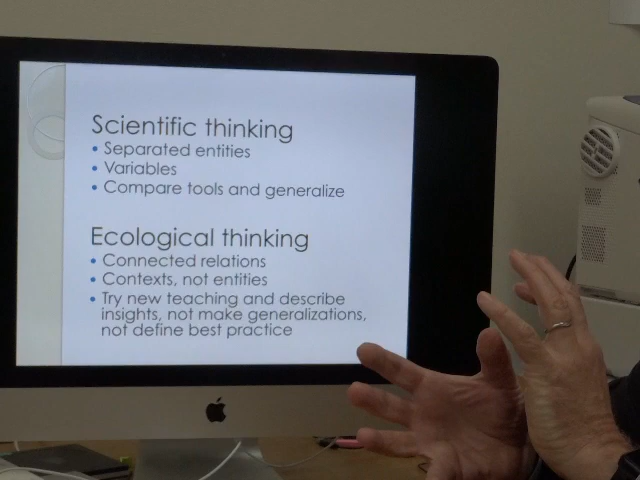 Scientific thinking
• Separated entities
• Variables
• Compare tools and generalize
Ecological thinking
• Connected relations
• Contexts, not entities
• Try new teaching and describe
insights, not make generalizations,
not define best practice